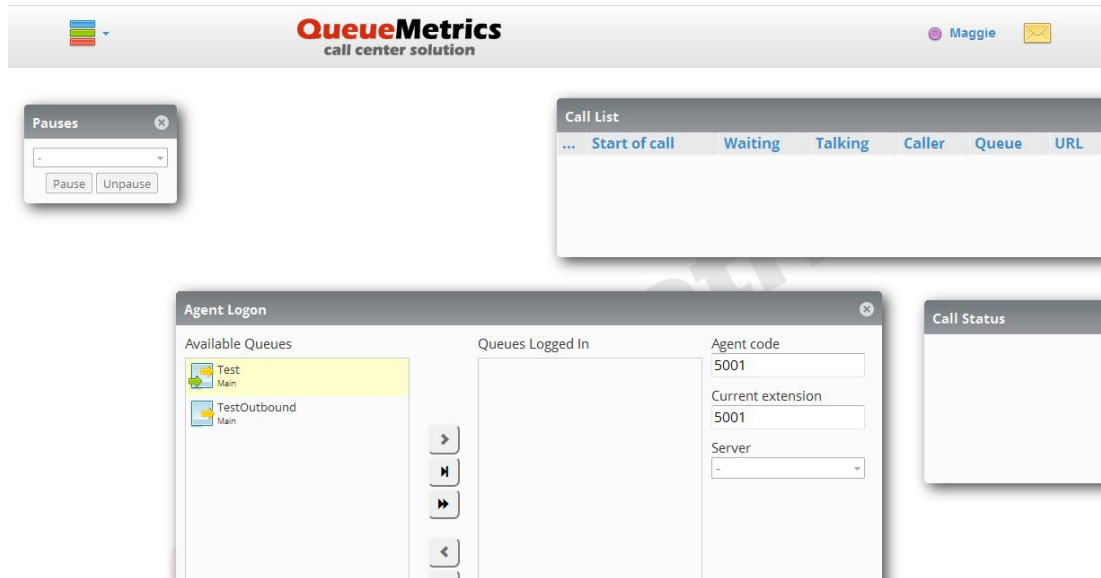 QueueMetrics
call center solution
Maggie
Pauses
-
Pause Unpause
Call List
... Start of call Waiting Talking Caller Queue URL
Agent Logon
Available Queues
Test
Main
TestOutbound
Main
Queues Logged In
Agent code
5001
Current extension
5001
Server
-
Call Status